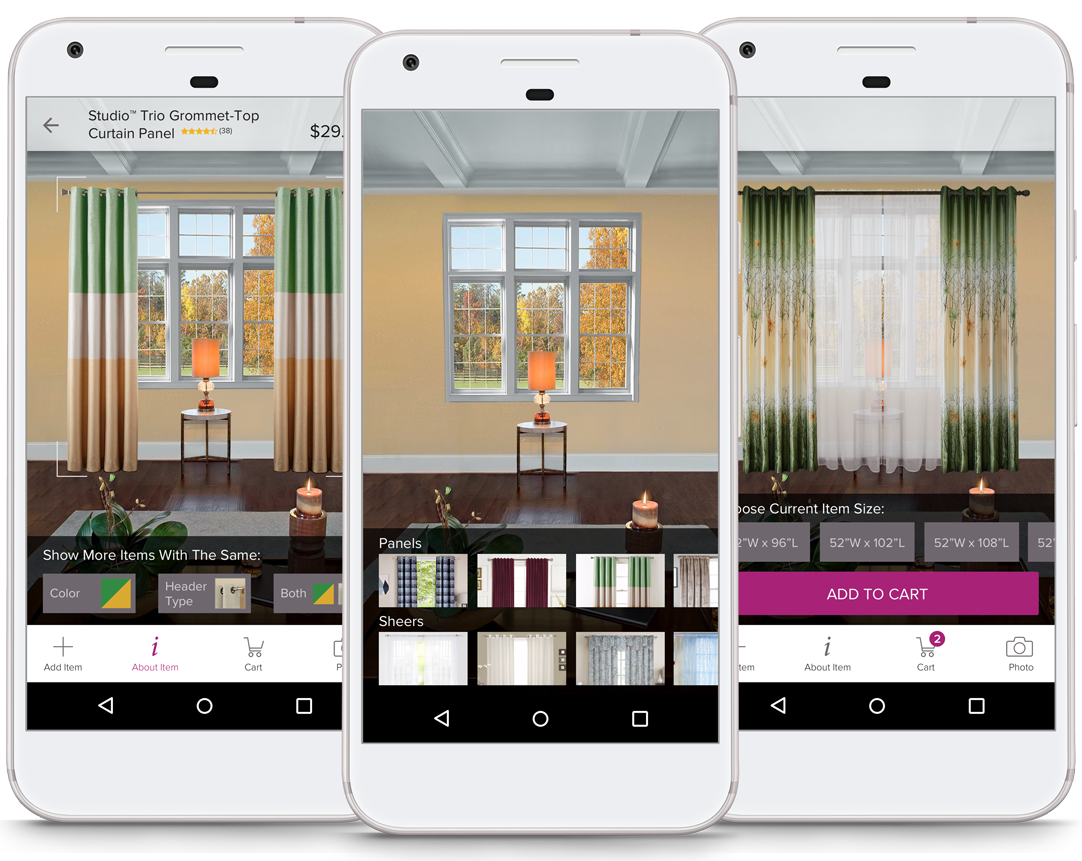 Studio™ Trio Grommet-Top
Curtain Panel (38)
$29.
Show More Items With The Same:
Color
Header
Type
Both
Add Item
About Item
Cart
Panels
Sheers
ose Current Item Size:
2"W x 96"L
52"W x 102"L
52"W x 108"L
52"
ADD TO CART
tem
About Item
2
Cart
Photo